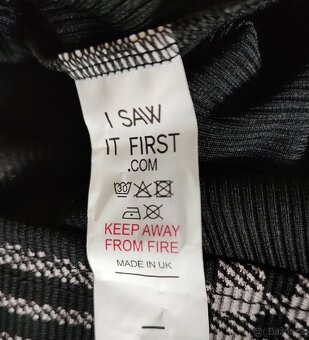 I SAW
IT FIRST
.COM
30
KEEP AWAY
FROM FIRE
MADE IN UK